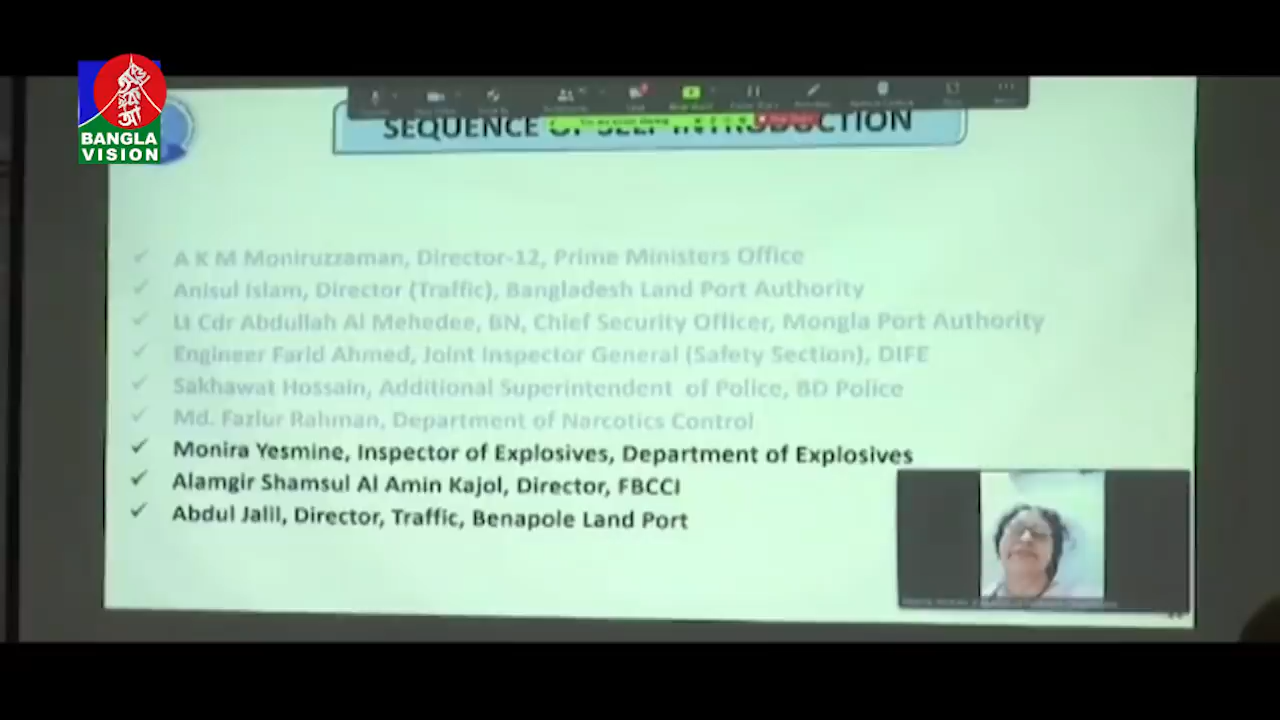 BANGLA
VISION
SEQUENCE OF SELF INTRODUCTION
✓ A K M Moniruzzaman, Director-12, Prime Ministers Office
✓ Anisul Islam, Director (Traffic), Bangladesh Land Port Authority
✓ Lt Cdr Abdullah Al Mehedee, BN, Chief Security Officer, Mongla Port Authority
✓ Engineer Farid Ahmed, Joint Inspector General (Safety Section), DIFE
✓ Sakhawat Hossain, Additional Superintendent of Police, BD Police
✓ Md. Fazlur Rahman, Department of Narcotics Control
✓ Monira Yesmine, Inspector of Explosives, Department of Explosives
✓ Alamgir Shamsul Al Amin Kajol, Director, FBCCI
✓ Abdul Jalil, Director, Traffic, Benapole Land Port